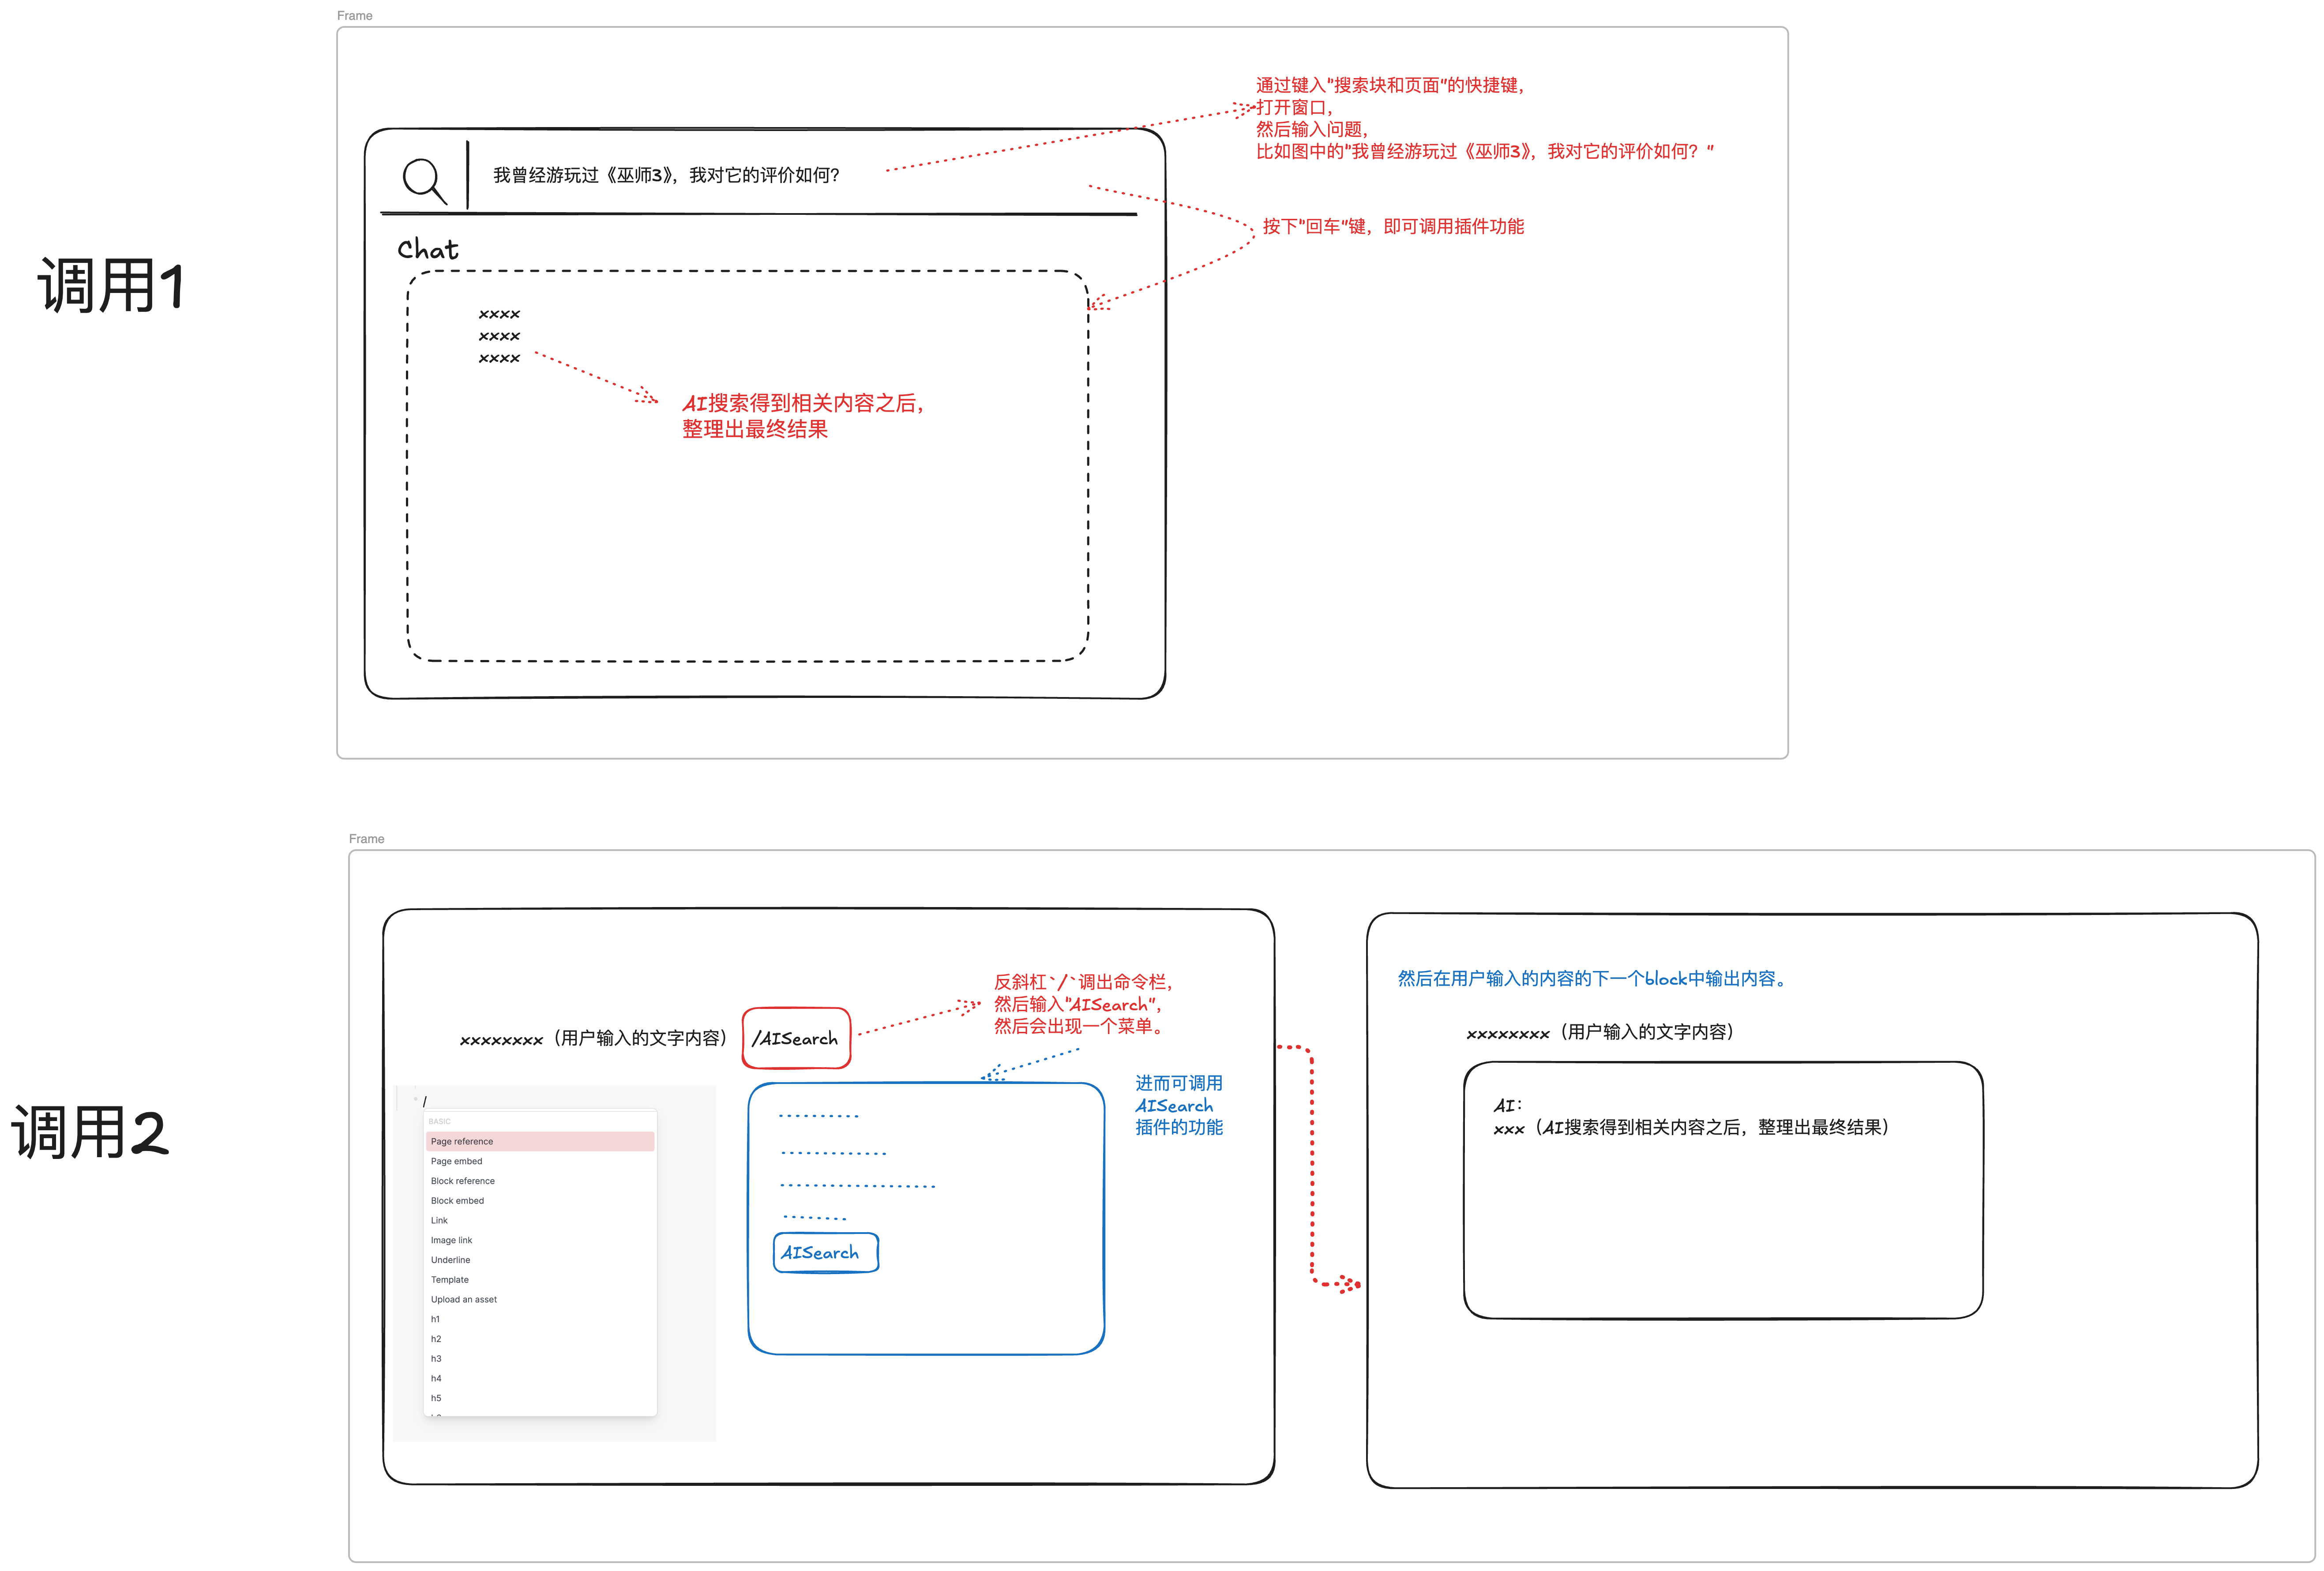 Frame
通过键入"搜索块和页面"的快捷键,
打开窗口,
然后输入问题,
比如图中的"我曾经游玩过《巫师3》,我对它的评价如何?"
我曾经游玩过《巫师3》,我对它的评价如何?
按下"回车"键,即可调用插件功能
Chat
调用1
xxxx
xxxx
xxxx
AI搜索得到相关内容之后,
整理出最终结果
Frame
反斜杠`/`调出命令栏,
然后输入"AISearch",
然后会出现一个菜单。
xxxxxxxx(用户输入的文字内容)
/AISearch
进而可调用
AISearch
插件的功能
/
BASIC
Page reference
Page embed
Block reference
Block embed
Link
Image link
Underline
Template
Upload an asset
h1
h2
h3
h4
h5
AISearch
调用2
然后在用户输入的内容的下一个block中输出内容。
xxxxxxxx(用户输入的文字内容)
AI:
xxx(AI搜索得到相关内容之后,整理出最终结果)